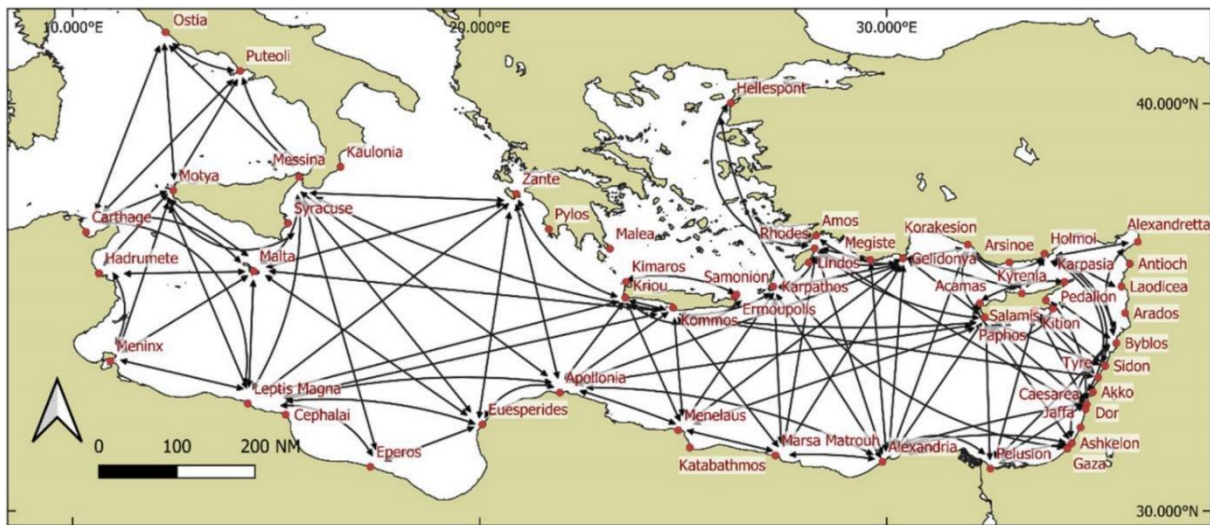 10.000°E
20.000°E
30.000°E
Ostia
Puteoli
Hellespont
40.000°N
Messina
Kaulonia
Motya
Zante
Carthage
Syracuse
Pylos
Amos
Korakesion
Alexandretta
Rhodes
Megiste
Arsinoe
Holmoi
Malea
Malta
Hadrumete
Lindos
Gelidonya
Karpasia
Antioch
Kimaros
Samonion
Karpathos
Kyrenia
Kriou
Acamas
Pedalion
Laodicea
Ermoupolis
Kommos
Salamis
Kition
Arados
Paphos
Byblos
Meninx
Tyre
Sidon
Apollonia
Leptis Magna
Caesarea
Akko
Cephalai
Euesperides
Jaffa
Dor
Menelaus
Marsa Matrouh
Alexandria
Ashkelon
Eperos
Katabathmos
Pelusion
Gaza
0 100 200 NM
30.000°N